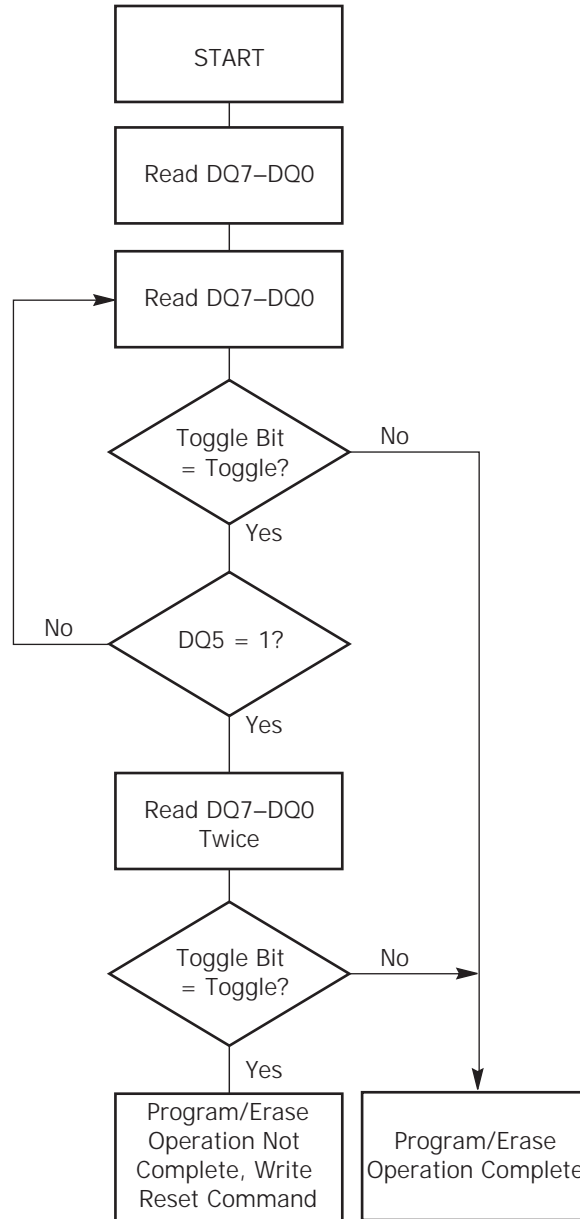 START
Read DQ7–DQ0
Read DQ7–DQ0
Toggle Bit
= Toggle?
No
Yes
No
DQ5 = 1?
Yes
Read DQ7–DQ0
Twice
Toggle Bit
= Toggle?
No
Yes
Program/Erase
Operation Not
Complete, Write
Reset Command
Program/Erase
Operation Complete